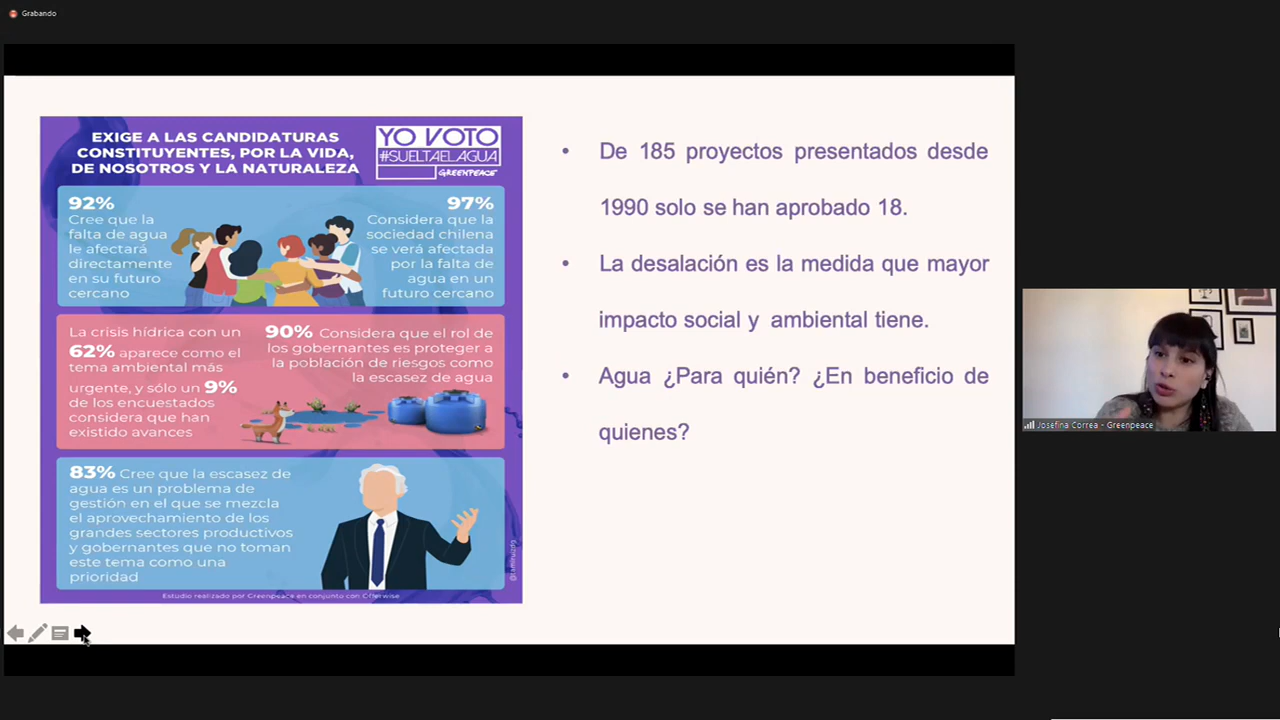 Grabando
EXIGE A LAS CANDIDATURAS
CONSTITUYENTES, POR LA VIDA,
DE NOSOTROS Y LA NATURALEZA
YO VOTO
#SUELTAELAGUA
GREENPEACE
92%
Cree que la
falta de agua
le afectará
directamente
en su futuro
cercano
97%
Considera que la
sociedad chilena
se verá afectada
por la falta de
agua en un
futuro cercano
La crisis hídrica con un
62% aparece como el
tema ambiental más
urgente, y sólo un 9%
de los encuestados
considera que han
existido avances
90% Considera que el rol de
los gobernantes es proteger a
la población de riesgos como
la escasez de agua
83% Cree que la escasez de
agua es un problema de
gestión en el que se mezcla
el aprovechamiento de los
grandes sectores productivos
y gobernantes que no toman
este tema como una
prioridad
Estudio realizado por Greenpeace en conjunto con Offerwise
• De 185 proyectos presentados desde
1990 solo se han aprobado 18.
• La desalación es la medida que mayor
impacto social y ambiental tiene.
• Agua ¿Para quién? ¿En beneficio de
quienes?
Josefina Correa - Greenpeace